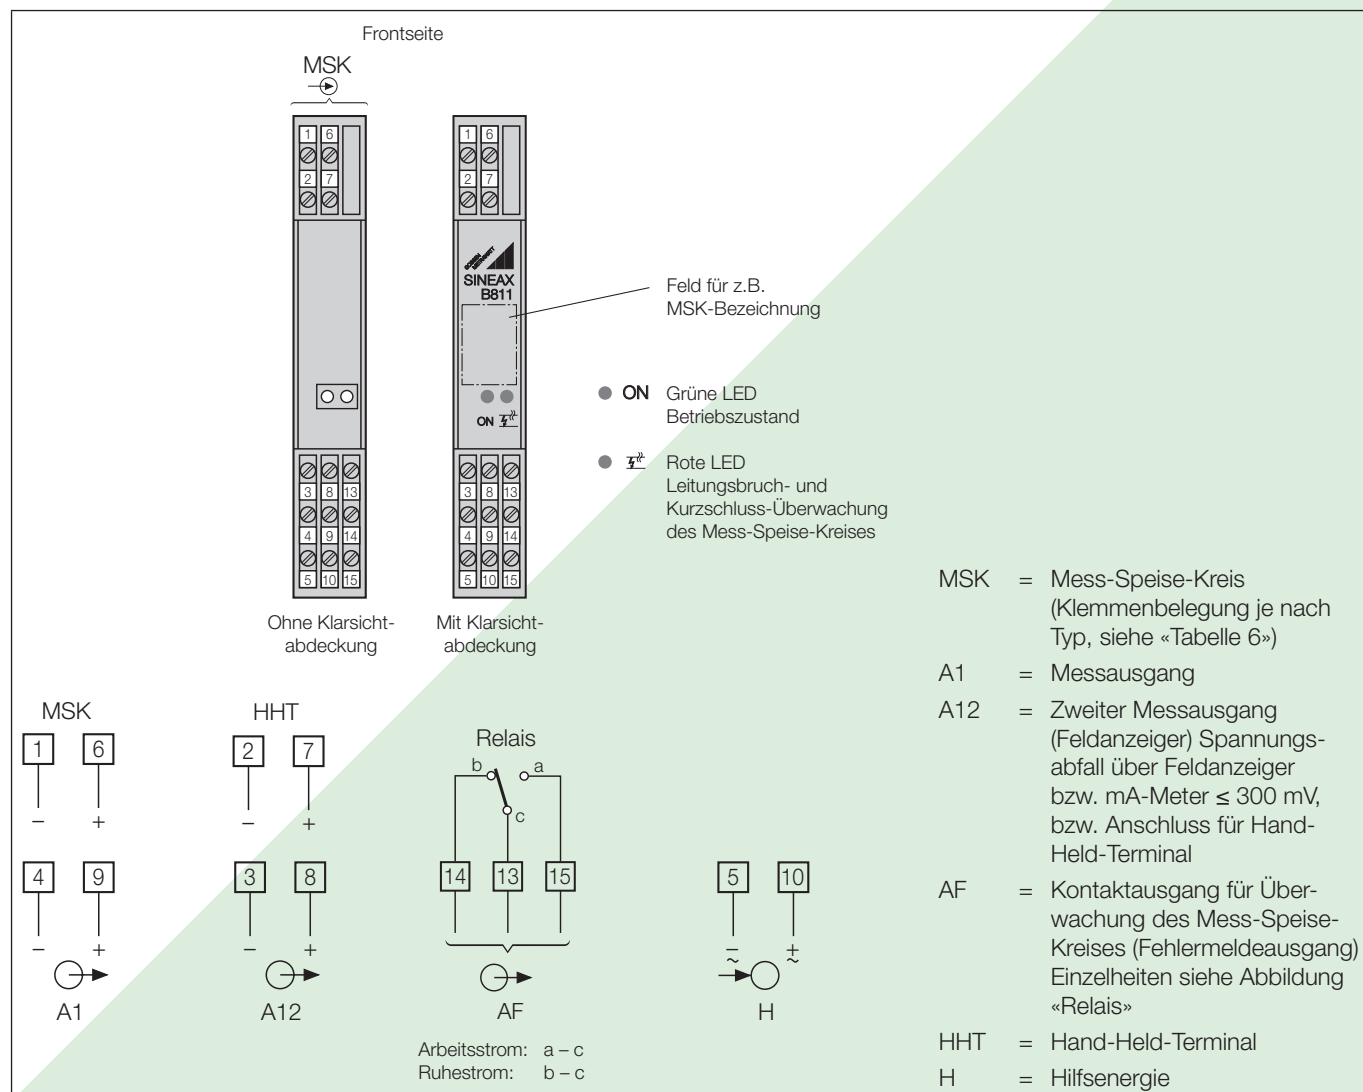 Frontseite
MSK
1 6
2 7
3 8 13
4 9 14
5 10 15
Ohne Klarsicht-
abdeckung
1 6
2 7
SINEAX
B811
ON
3 8 13
4 9 14
5 10 15
Mit Klarsicht-
abdeckung
Feld für z.B.
MSK-Bezeichnung
ON Grüne LED
Betriebszustand
Rote LED
Leitungsbruch- und
Kurzschluss-Überwachung
des Mess-Speise-Kreises
MSK
1 6
– +
4 9
– +
A1
HHT
2 7
– +
3 8
– +
A12
Relais
b a
c
14 13 15
AF
Arbeitsstrom: a – c
Ruhestrom: b – c
5 10
– +
~ ~
H
MSK = Mess-Speise-Kreis
(Klemmenbelegung je nach
Typ, siehe «Tabelle 6»)
A1 = Messausgang
A12 = Zweiter Messausgang
(Feldanzeiger) Spannungs-
abfall über Feldanzeiger
bzw. mA-Meter ≤ 300 mV,
bzw. Anschluss für Hand-
Held-Terminal
AF = Kontaktausgang für Über-
wachung des Mess-Speise-
Kreises (Fehlermeldeausgang)
Einzelheiten siehe Abbildung
«Relais»
HHT = Hand-Held-Terminal
H = Hilfsenergie